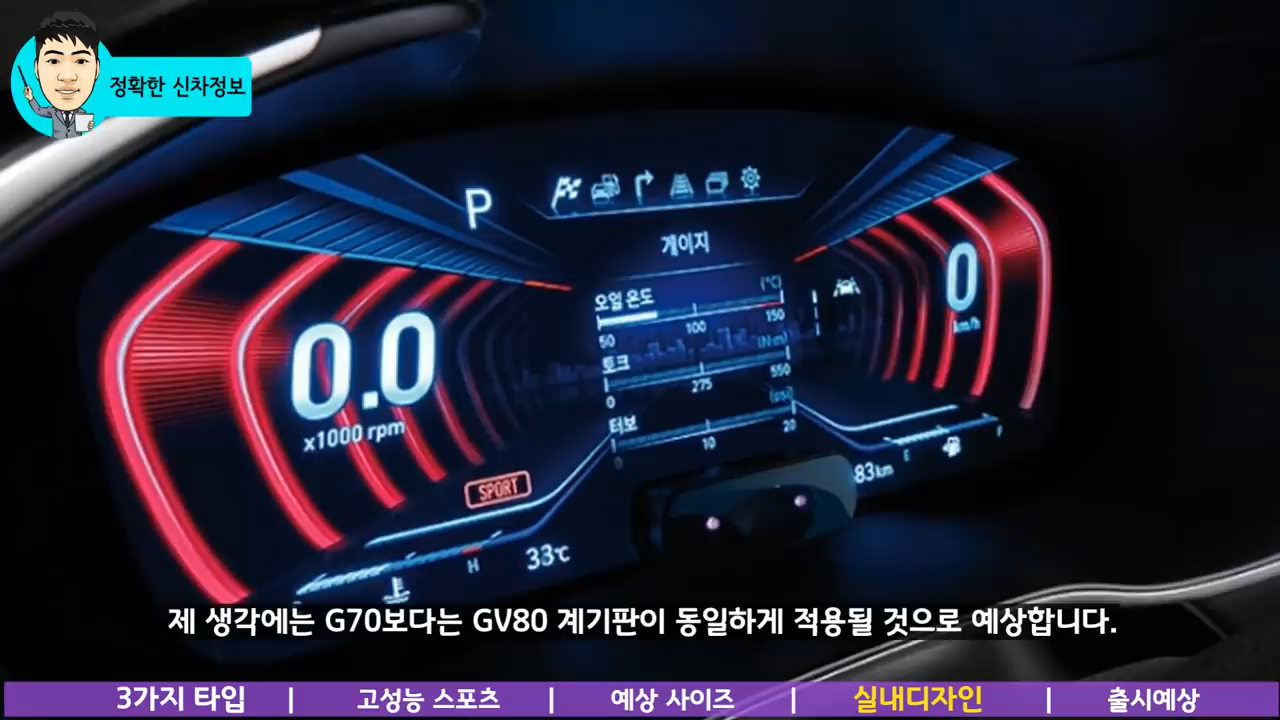 정확한 신차정보
P
게이지
오일 온도
(℃)
50 100 150
토크
(N·m)
0 275 550
터보
(psi)
0 10 20
0.0
x1000 rpm
0
km/h
SPORT
H
33℃
83km
E
F
제 생각에는 G70보다는 GV80 계기판이 동일하게 적용될 것으로 예상합니다.
3가지 타입 | 고성능 스포츠 | 예상 사이즈 | 실내디자인 | 출시예상